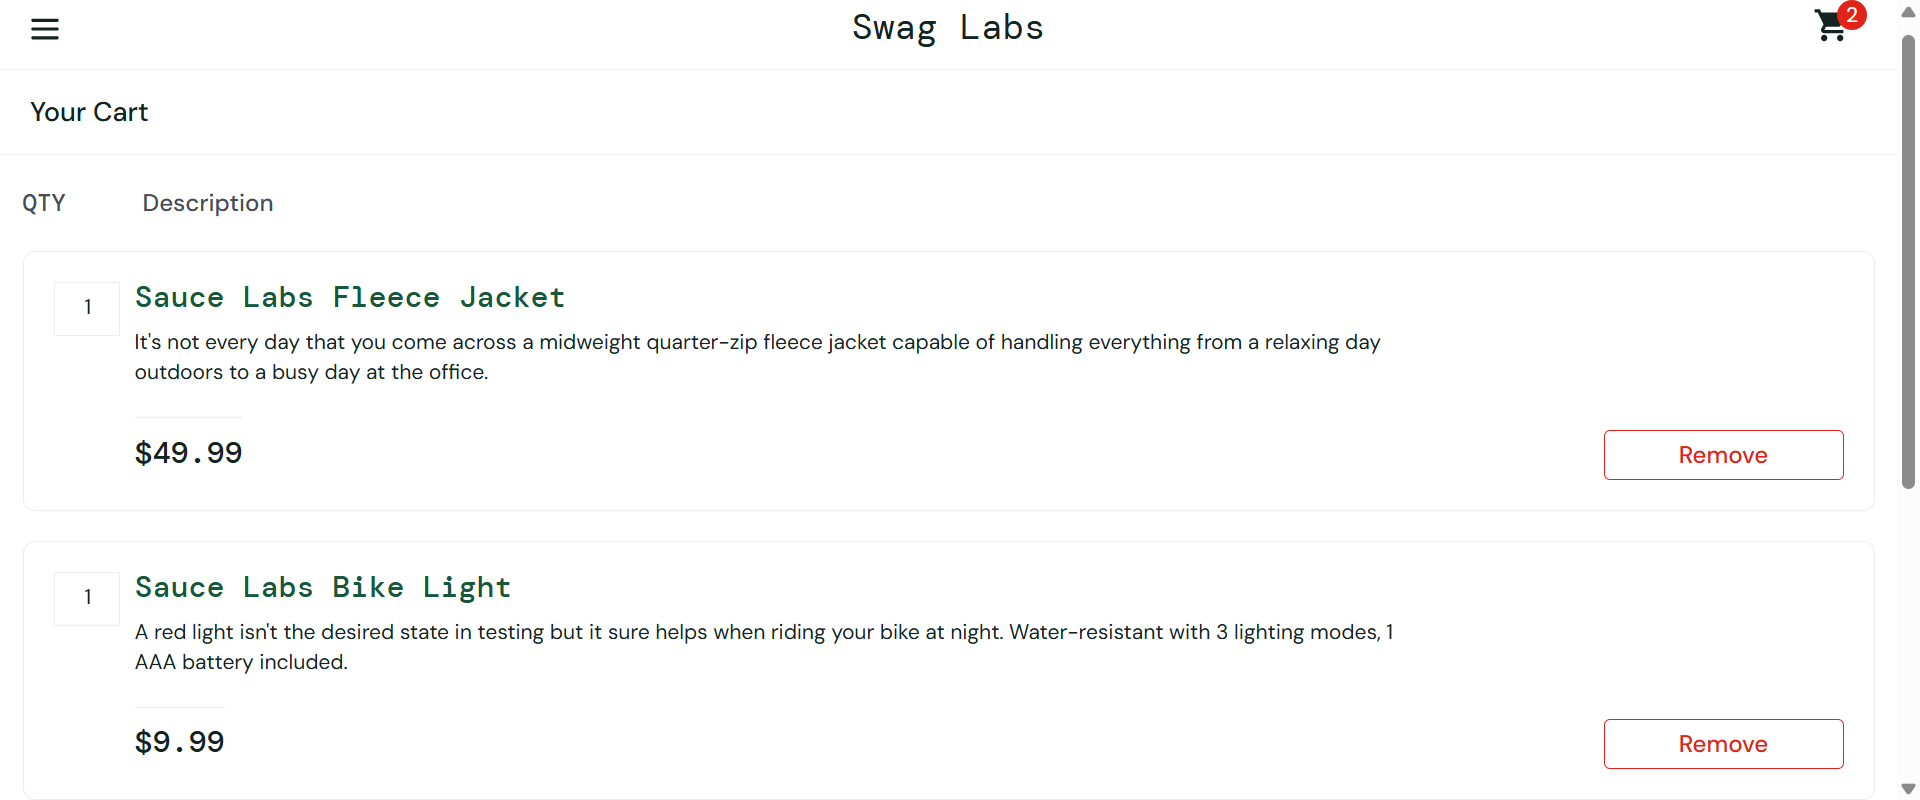 Swag Labs
2
Your Cart
QTY Description
1
Sauce Labs Fleece Jacket
It's not every day that you come across a midweight quarter-zip fleece jacket capable of handling everything from a relaxing day
outdoors to a busy day at the office.
$49.99
Remove
1
Sauce Labs Bike Light
A red light isn't the desired state in testing but it sure helps when riding your bike at night. Water-resistant with 3 lighting modes, 1
AAA battery included.
$9.99
Remove